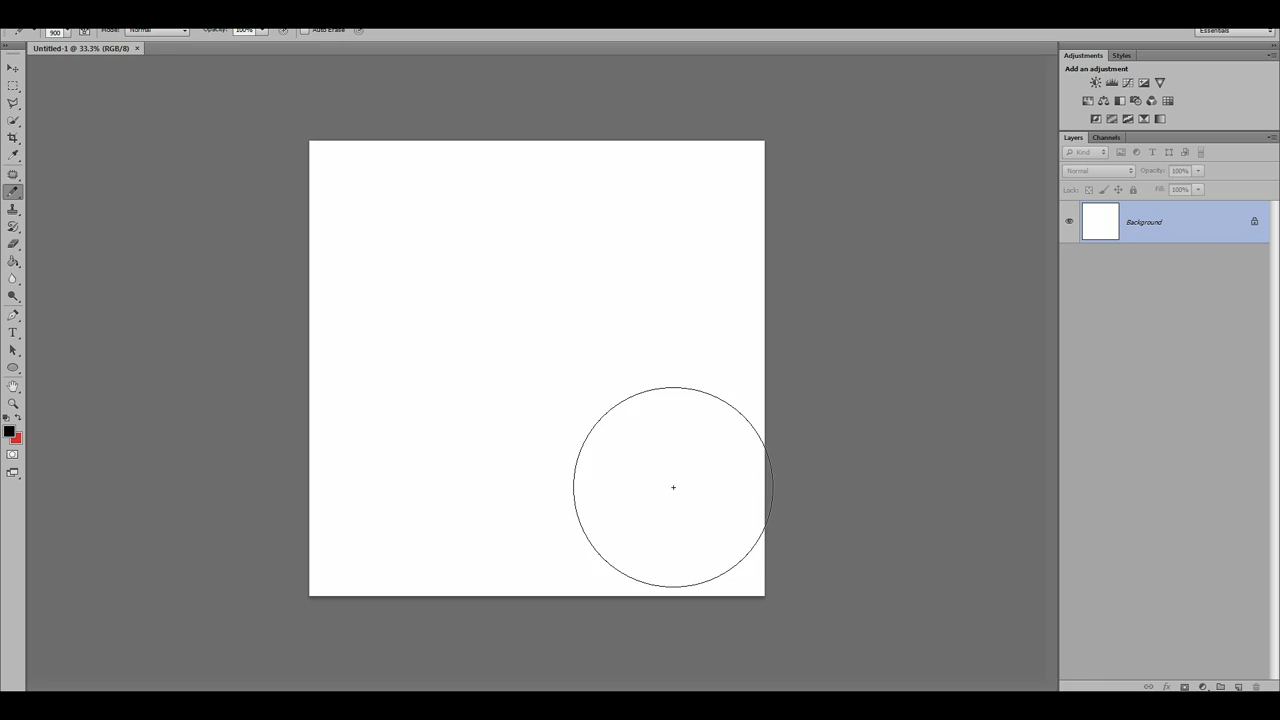 900 Mode: Normal Opacity: 100% Auto Erase Essentials
Untitled-1 @ 33.3% (RGB/8) ×
Adjustments Styles
Add an adjustment
Layers Channels
Kind
Normal Opacity: 100%
Lock: Fill: 100%
Background